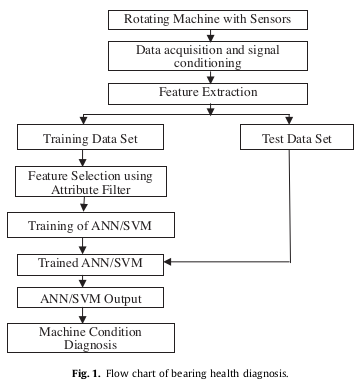 Rotating Machine with Sensors
Data acquisition and signal
conditioning
Feature Extraction
Training Data Set
Test Data Set
Feature Selection using
Attribute Filter
Training of ANN/SVM
Trained ANN/SVM
ANN/SVM Output
Machine Condition
Diagnosis
Fig. 1. Flow chart of bearing health diagnosis.